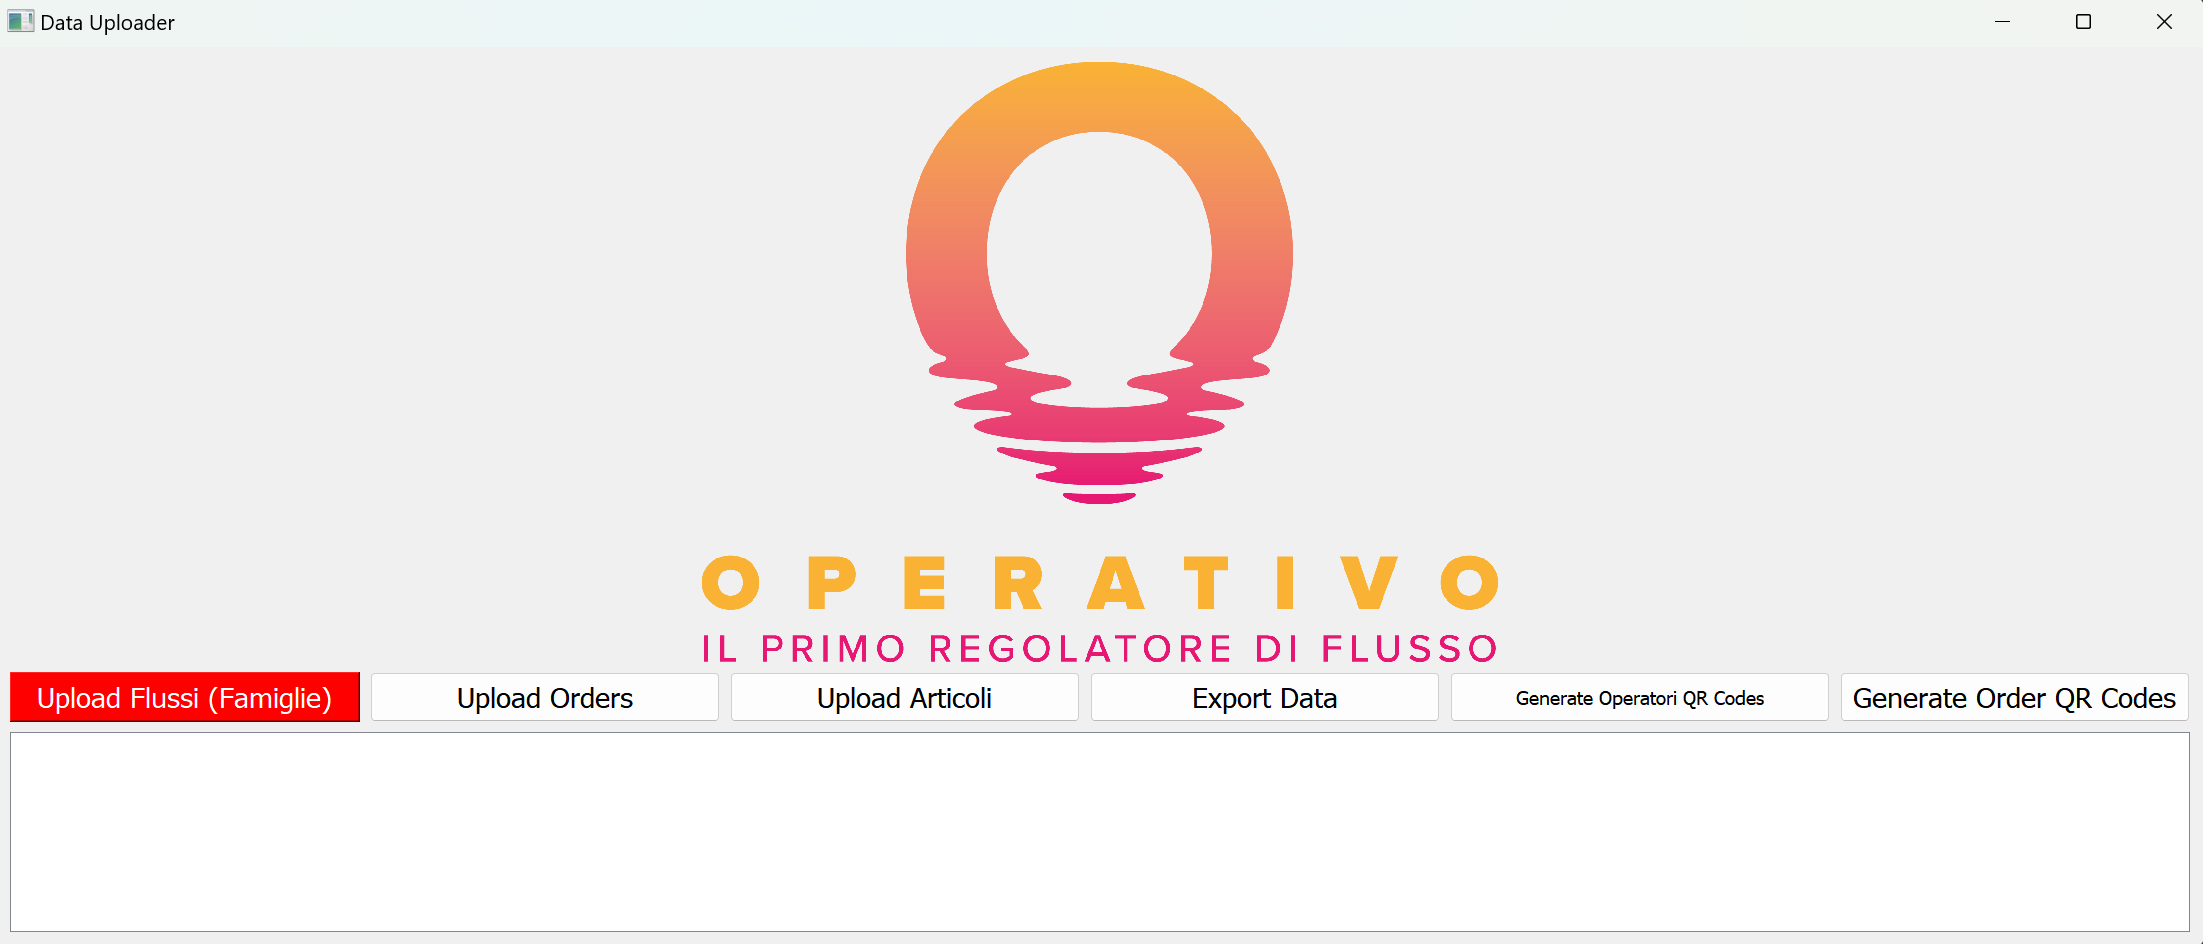 Data Uploader
OPERATIVO
IL PRIMO REGOLATORE DI FLUSSO
Upload Flussi (Famiglie)
Upload Orders
Upload Articoli
Export Data
Generate Operatori QR Codes
Generate Order QR Codes